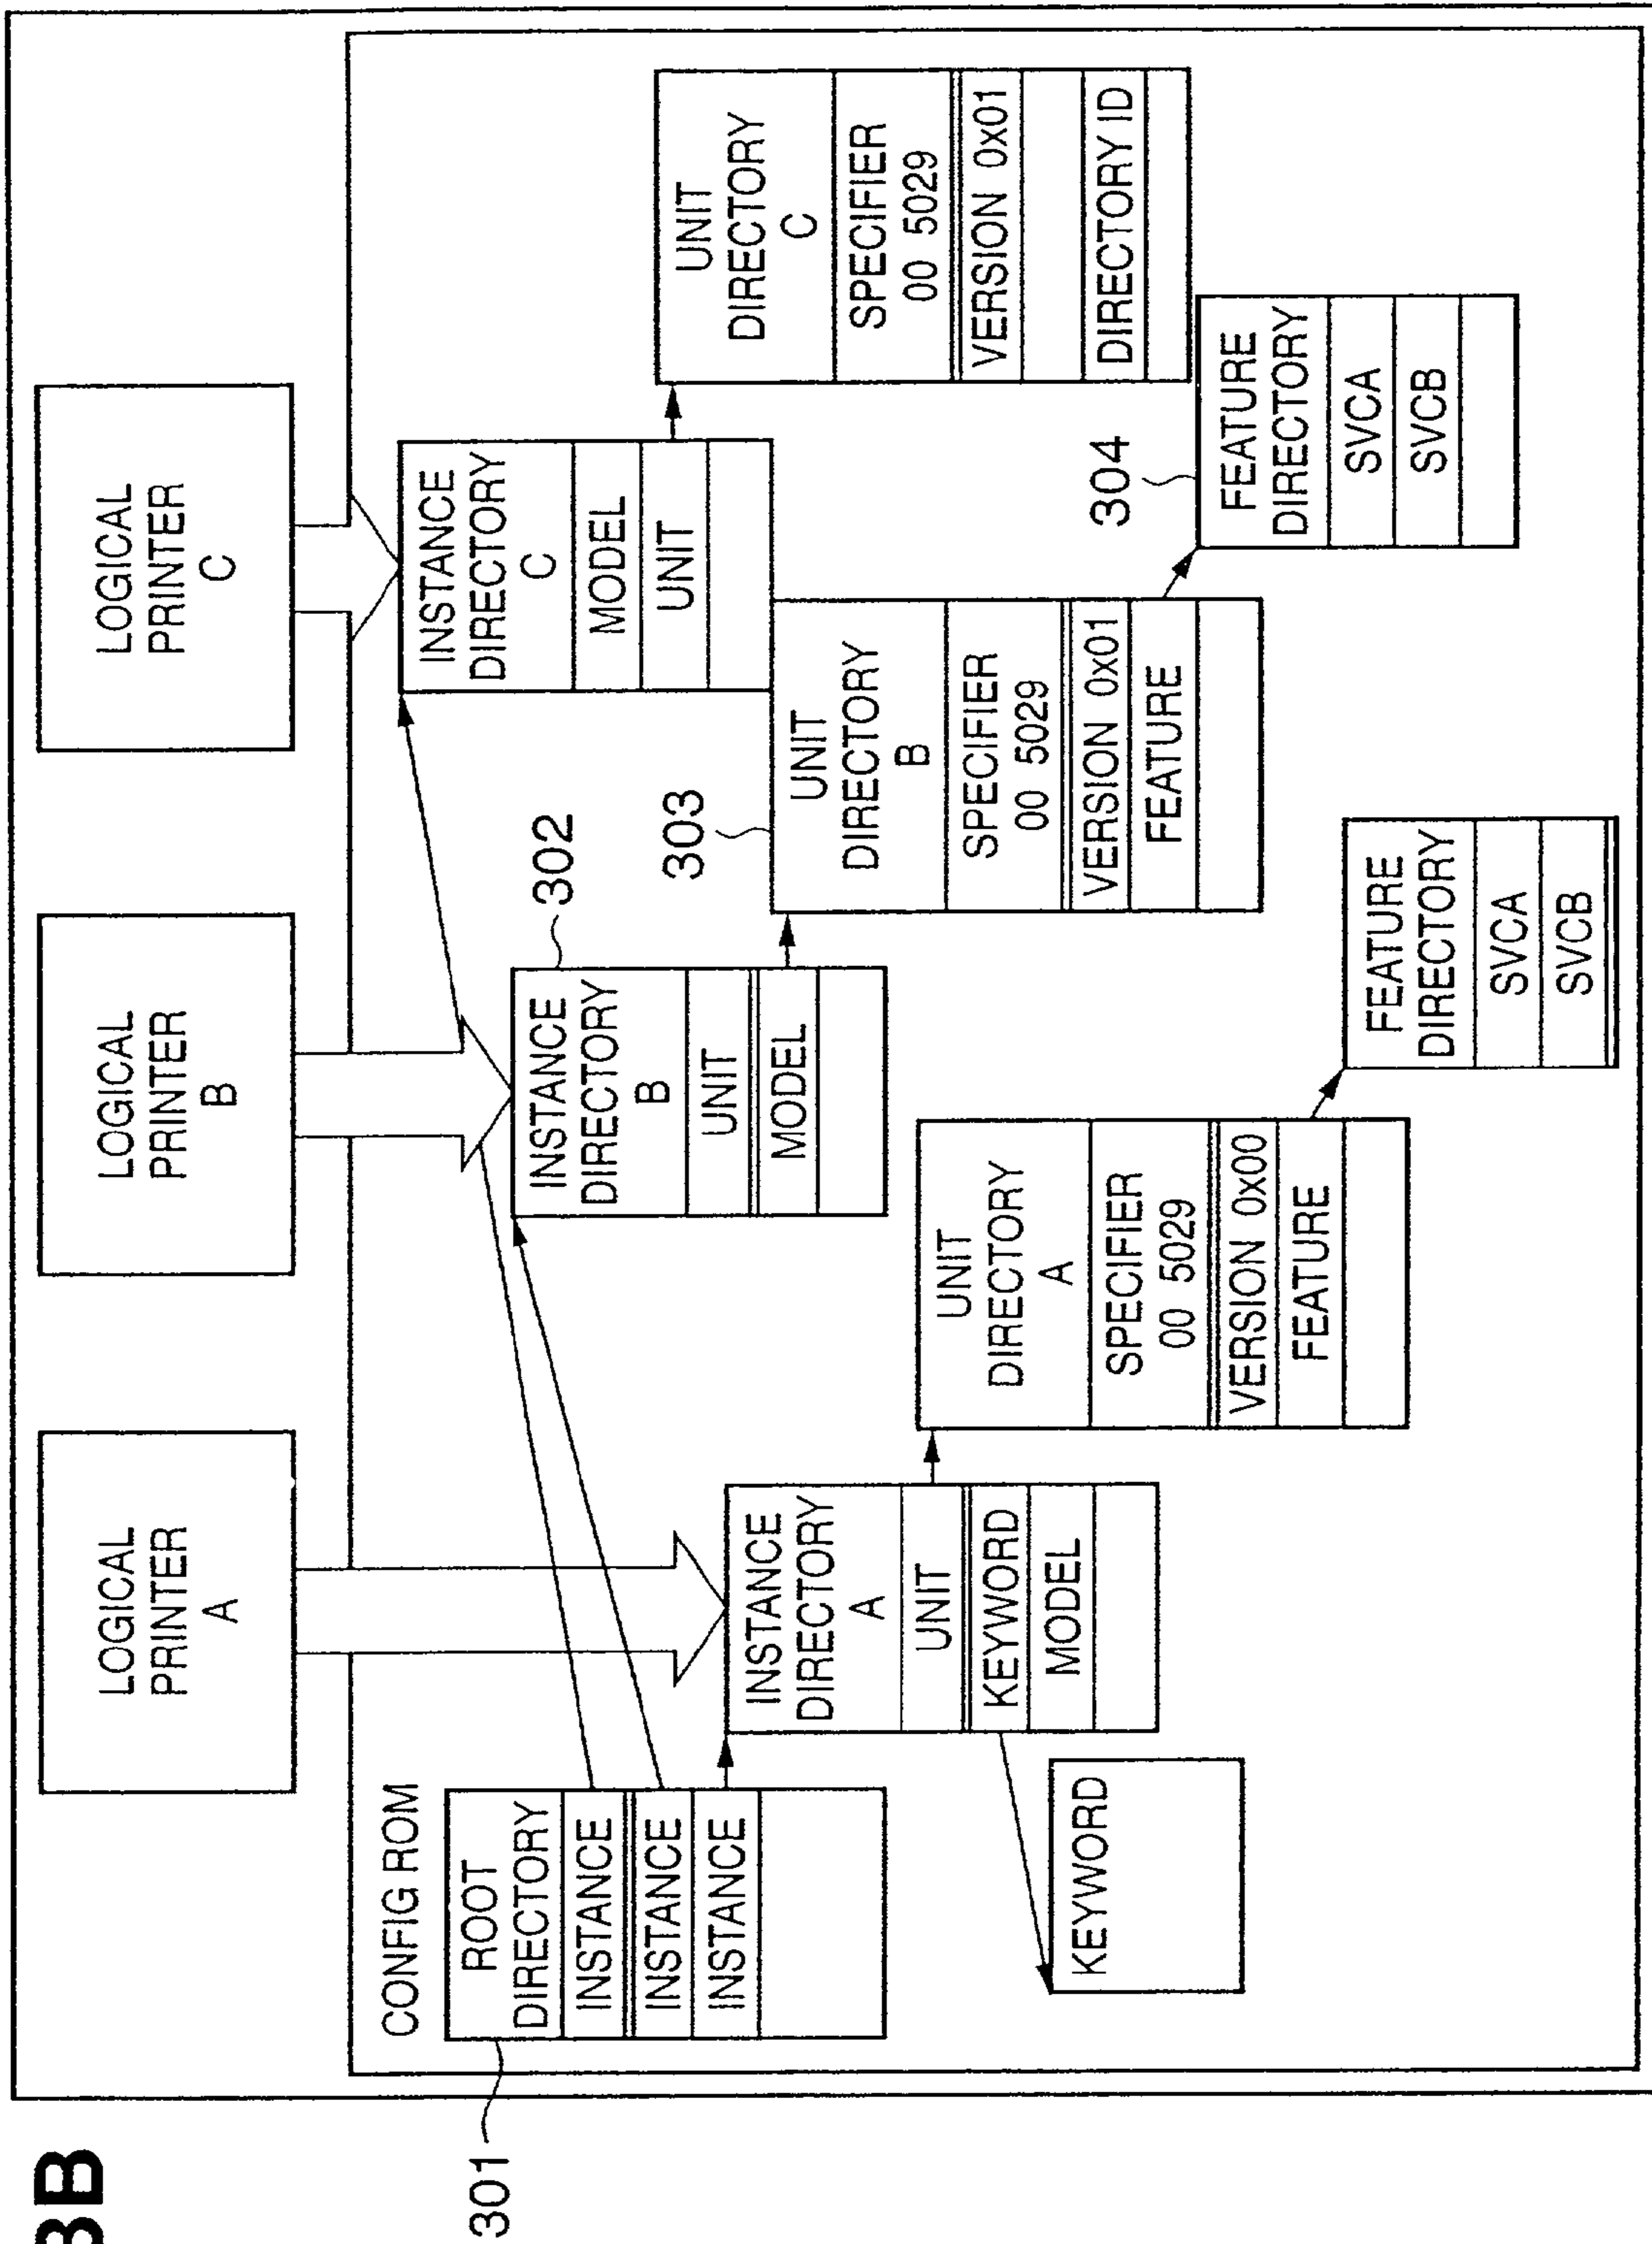 3B
LOGICAL
PRINTER
A
LOGICAL
PRINTER
B
LOGICAL
PRINTER
C
CONFIG ROM
301
ROOT
DIRECTORY
INSTANCE
INSTANCE
INSTANCE
KEYWORD
INSTANCE
DIRECTORY
A
UNIT
KEYWORD
MODEL
UNIT
DIRECTORY
A
SPECIFIER
00 5029
VERSION 0x00
FEATURE
FEATURE
DIRECTORY
SVCA
SVCB
302
INSTANCE
DIRECTORY
B
UNIT
MODEL
303
UNIT
DIRECTORY
B
SPECIFIER
00 5029
VERSION 0x01
FEATURE
304
FEATURE
DIRECTORY
SVCA
SVCB
INSTANCE
DIRECTORY
C
MODEL
UNIT
UNIT
DIRECTORY
C
SPECIFIER
00 5029
VERSION 0x01
DIRECTORY ID